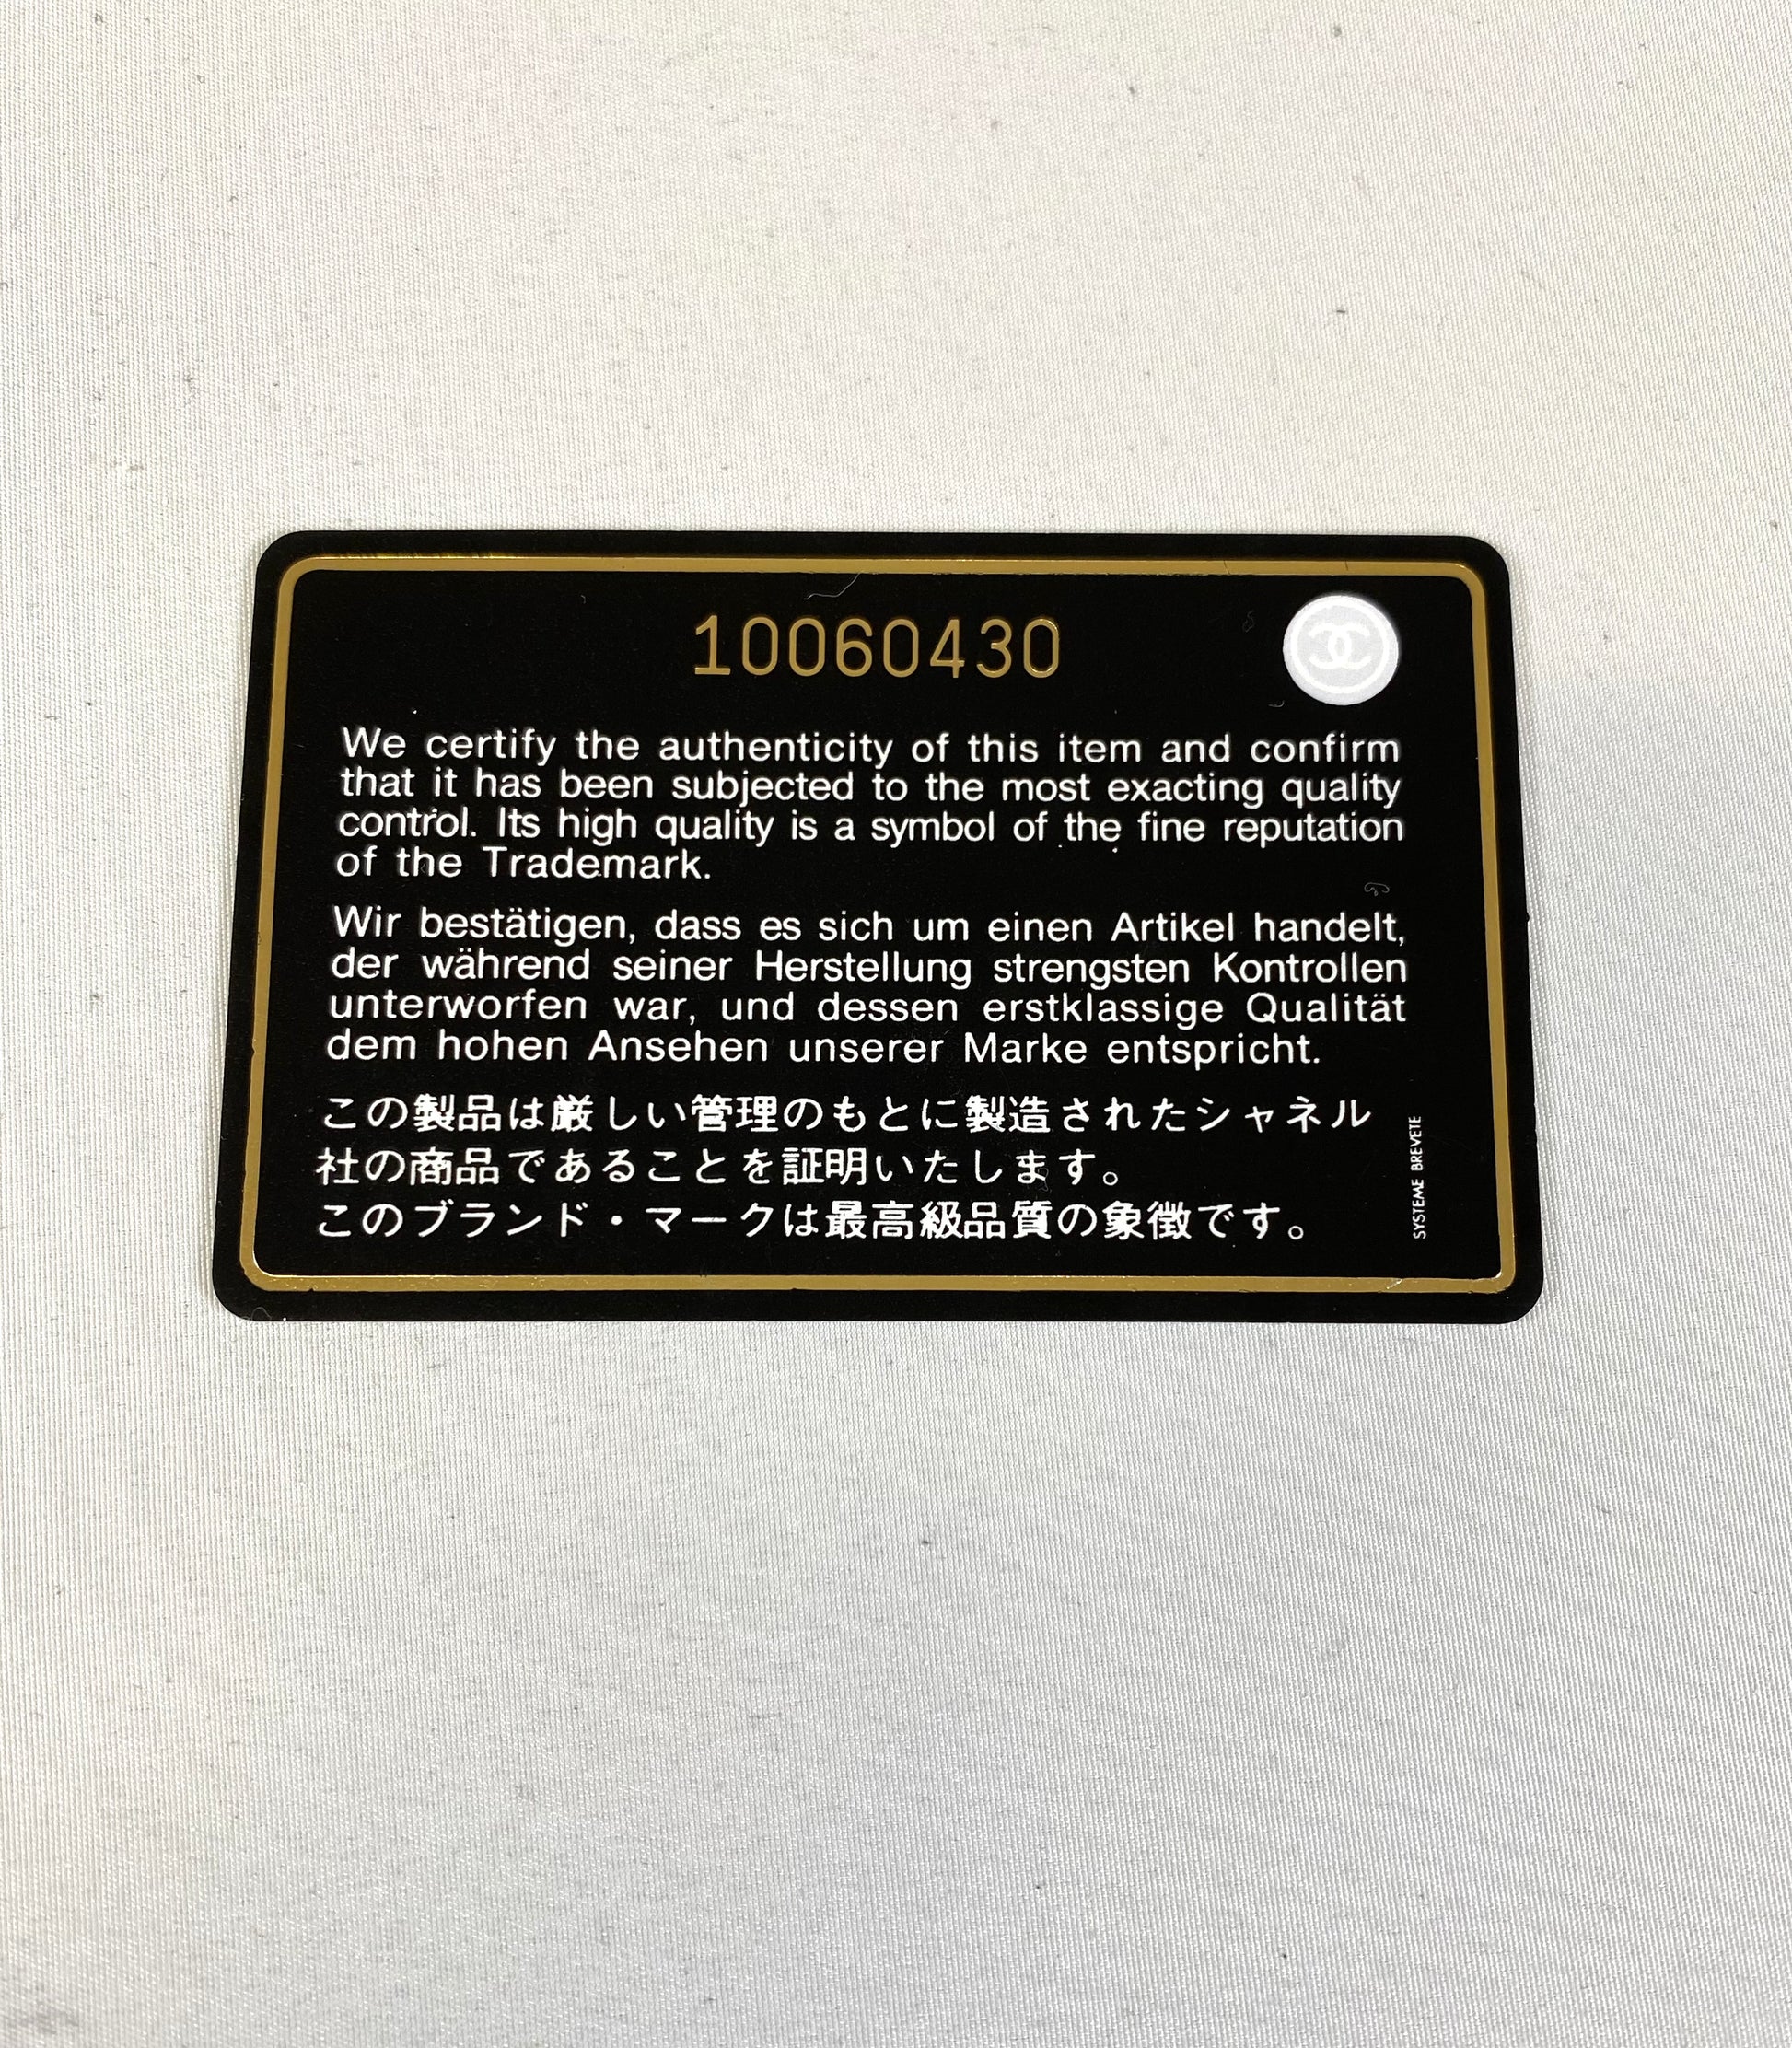 10060430
We certify the authenticity of this item and confirm
that it has been subjected to the most exacting quality
control. Its high quality is a symbol of the fine reputation
of the Trademark.
Wir bestätigen, dass es sich um einen Artikel handelt,
der während seiner Herstellung strengsten Kontrollen
unterworfen war, und dessen erstklassige Qualität
dem hohen Ansehen unserer Marke entspricht.
この製品は厳しい管理のもとに製造されたシャネル
社の商品であることを証明いたします。
このブランド・マークは最高級品質の象徴です。
SYSTEME BREVETE